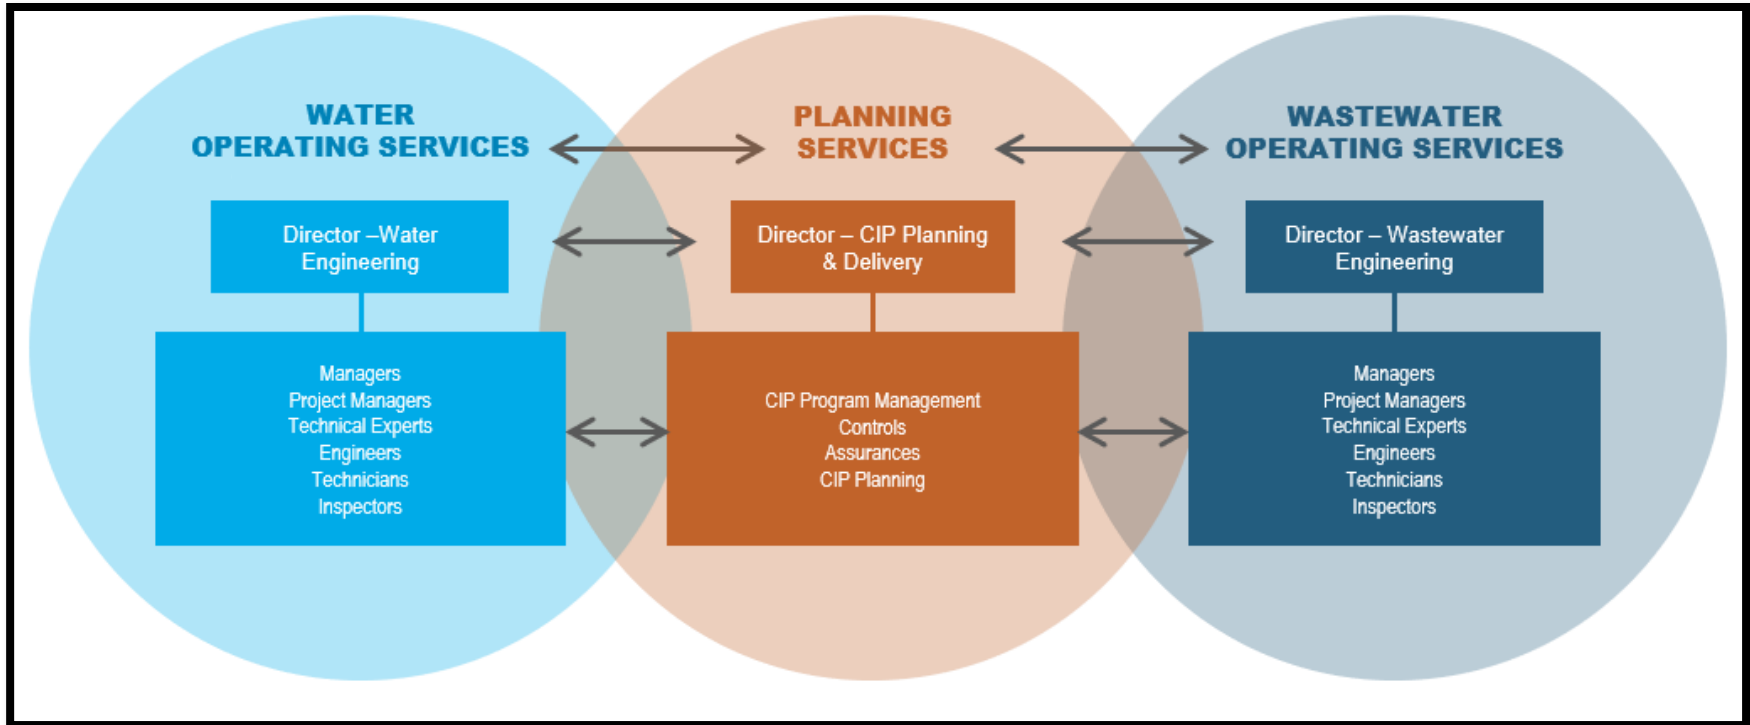 WATER
OPERATING SERVICES
Director –Water
Engineering
Managers
Project Managers
Technical Experts
Engineers
Technicians
Inspectors
PLANNING
SERVICES
Director – CIP Planning
& Delivery
CIP Program Management
Controls
Assurances
CIP Planning
WASTEWATER
OPERATING SERVICES
Director – Wastewater
Engineering
Managers
Project Managers
Technical Experts
Engineers
Technicians
Inspectors